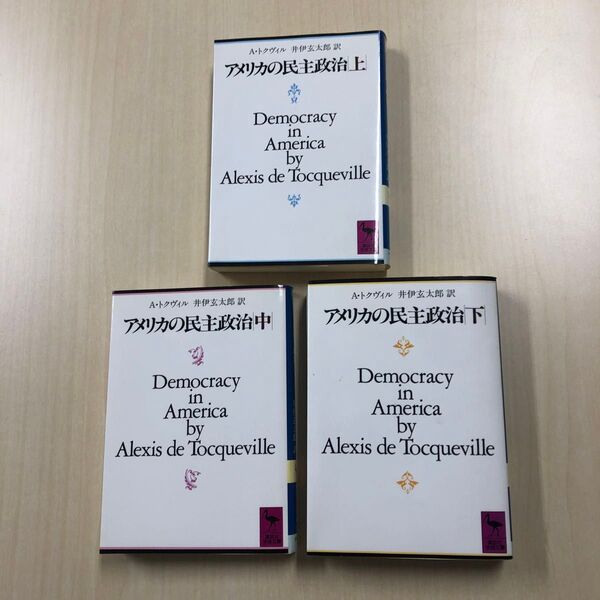 A・トクヴィル 井伊玄太郎 訳
アメリカの民主政治「上」
Democracy
in
America
by
Alexis de Tocqueville
A・トクヴィル 井伊玄太郎 訳
アメリカの民主政治「中」
Democracy
in
America
by
Alexis de Tocqueville
A・トクヴィル 井伊玄太郎 訳
アメリカの民主政治「下」
Democracy
in
America
by
Alexis de Tocqueville